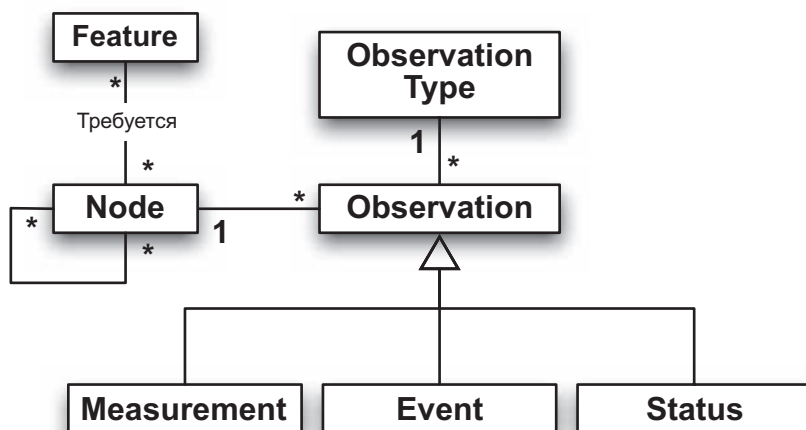 Feature
*
Требуется
*
Observation
Type
1
*
Node
*
*
1
*
Observation
Measurement
Event
Status